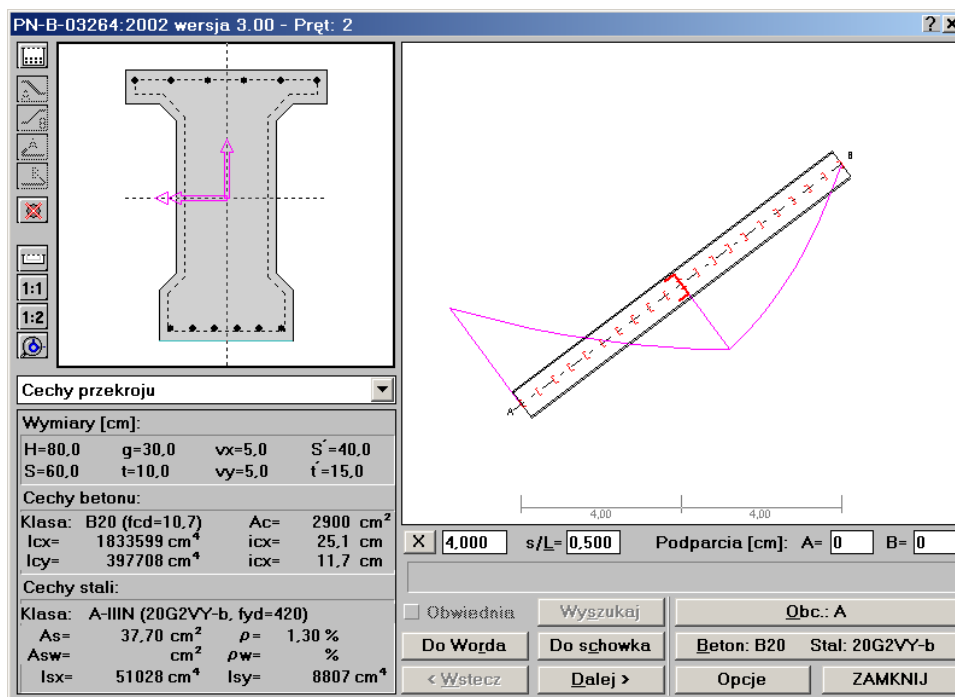 PN-B-03264:2002 wersja 3.00 - Pręt: 2
1:1
1:2
Cechy przekroju
Wymiary [cm]:
H=80,0 g=30,0 vx=5,0 S´=40,0
S=60,0 t=10,0 vy=5,0 t´=15,0
Cechy betonu:
Klasa: B20 (fcd=10,7) Ac= 2900 cm²
Icx= 1833599 cm⁴ icx= 25,1 cm
Icy= 397708 cm⁴ icx= 11,7 cm
Cechy stali:
Klasa: A-IIIN (20G2VY-b, fyd=420)
As= 37,70 cm² ρ= 1,30 %
Asw= cm² ρw= %
Isx= 51028 cm⁴ Isy= 8807 cm⁴
B
A
4,00 4,00
X 4,000 s/L= 0,500 Podparcia [cm]: A= 0 B= 0
Obwiednia Wyszukaj Obc.: A
Do Worda Do schowka Beton: B20 Stal: 20G2VY-b
< Wstecz Dalej > Opcje ZAMKNIJ